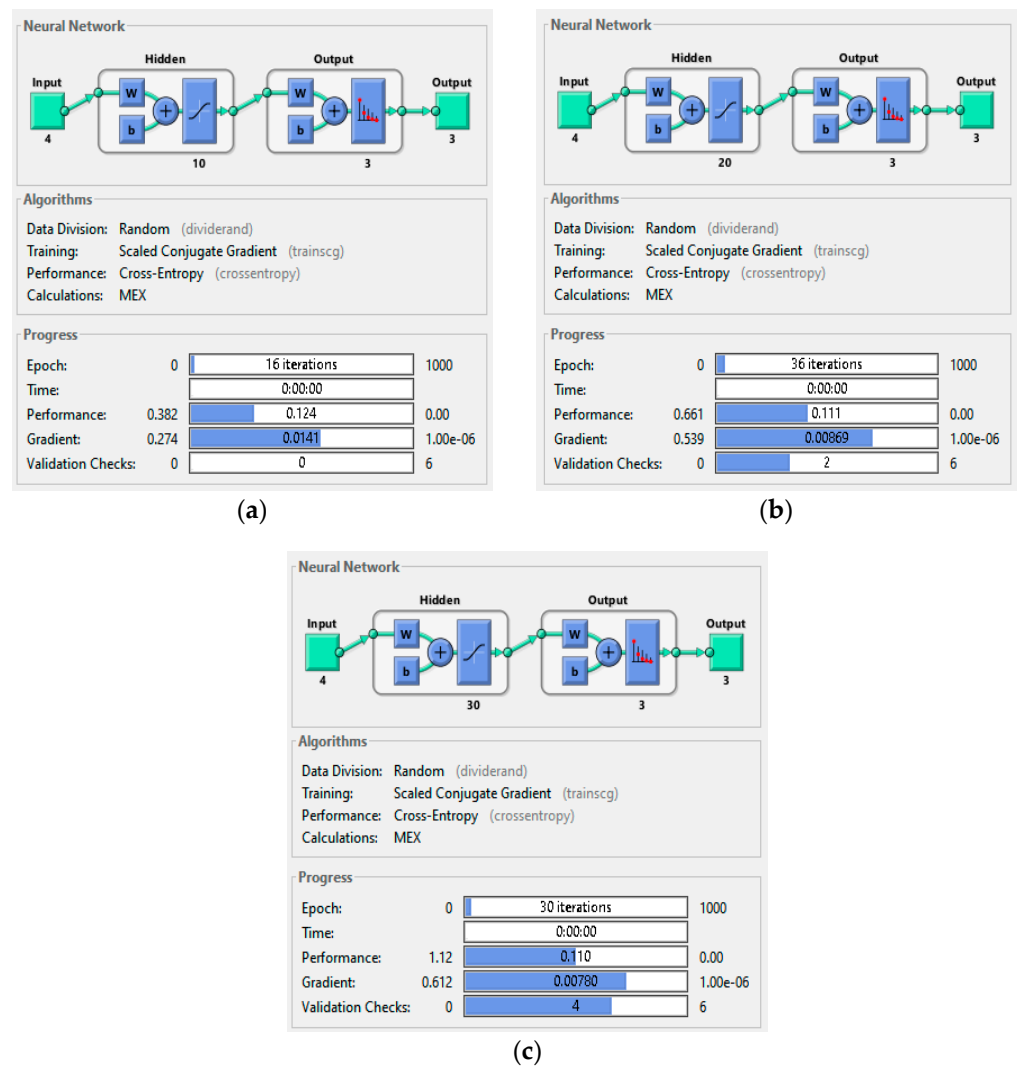 Neural Network
Hidden Output
Input Output
W W
b + b +
4 3
10 3
Algorithms
Data Division: Random (dividerand)
Training: Scaled Conjugate Gradient (trainscg)
Performance: Cross-Entropy (crossentropy)
Calculations: MEX
Progress
Epoch: 0 16 iterations 1000
Time: 0:00:00
Performance: 0.382 0.124 0.00
Gradient: 0.274 0.0141 1.00e-06
Validation Checks: 0 0 6
(a)
Neural Network
Hidden Output
Input Output
W W
b + b +
4 3
20 3
Algorithms
Data Division: Random (dividerand)
Training: Scaled Conjugate Gradient (trainscg)
Performance: Cross-Entropy (crossentropy)
Calculations: MEX
Progress
Epoch: 0 36 iterations 1000
Time: 0:00:00
Performance: 0.661 0.111 0.00
Gradient: 0.539 0.00869 1.00e-06
Validation Checks: 0 2 6
(b)
Neural Network
Hidden Output
Input Output
W W
b + b +
4 3
30 3
Algorithms
Data Division: Random (dividerand)
Training: Scaled Conjugate Gradient (trainscg)
Performance: Cross-Entropy (crossentropy)
Calculations: MEX
Progress
Epoch: 0 30 iterations 1000
Time: 0:00:00
Performance: 1.12 0.110 0.00
Gradient: 0.612 0.00780 1.00e-06
Validation Checks: 0 4 6
(c)